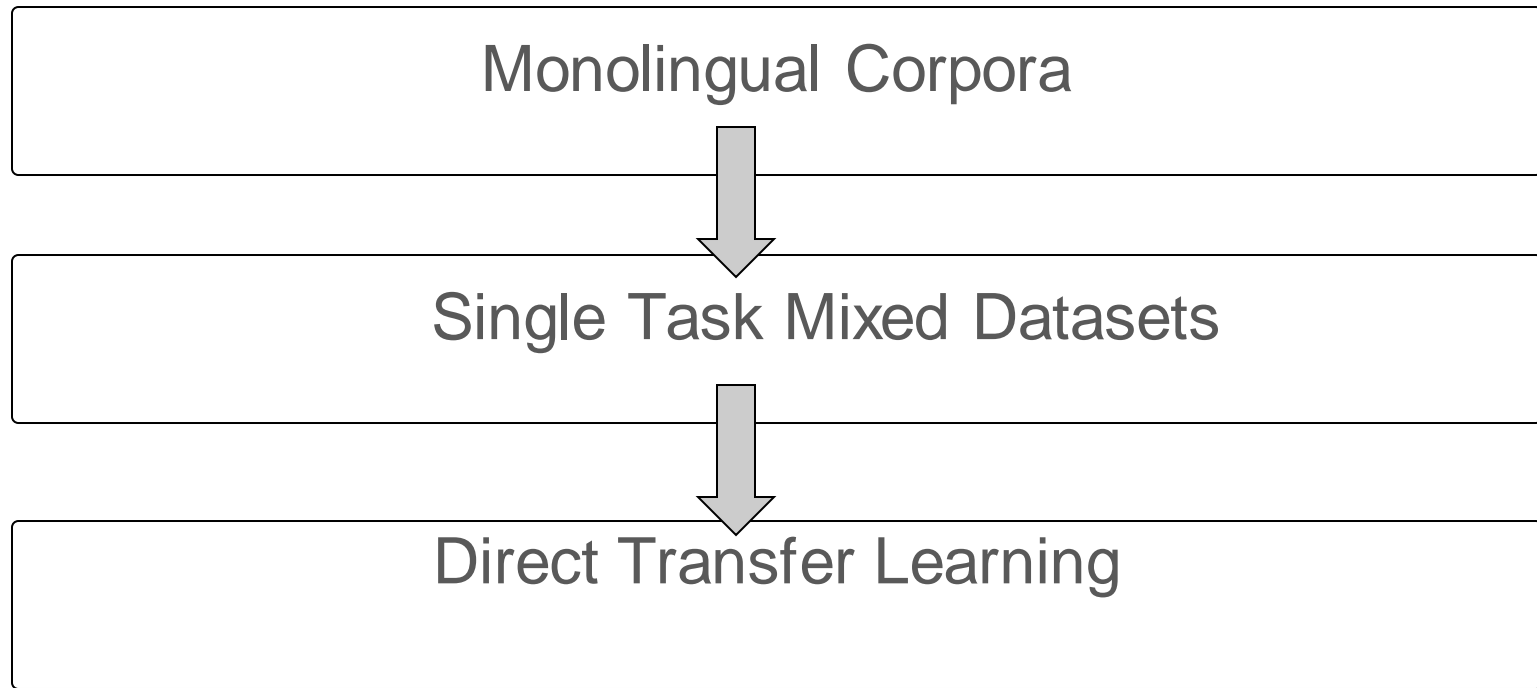 Monolingual Corpora
Single Task Mixed Datasets
Direct Transfer Learning